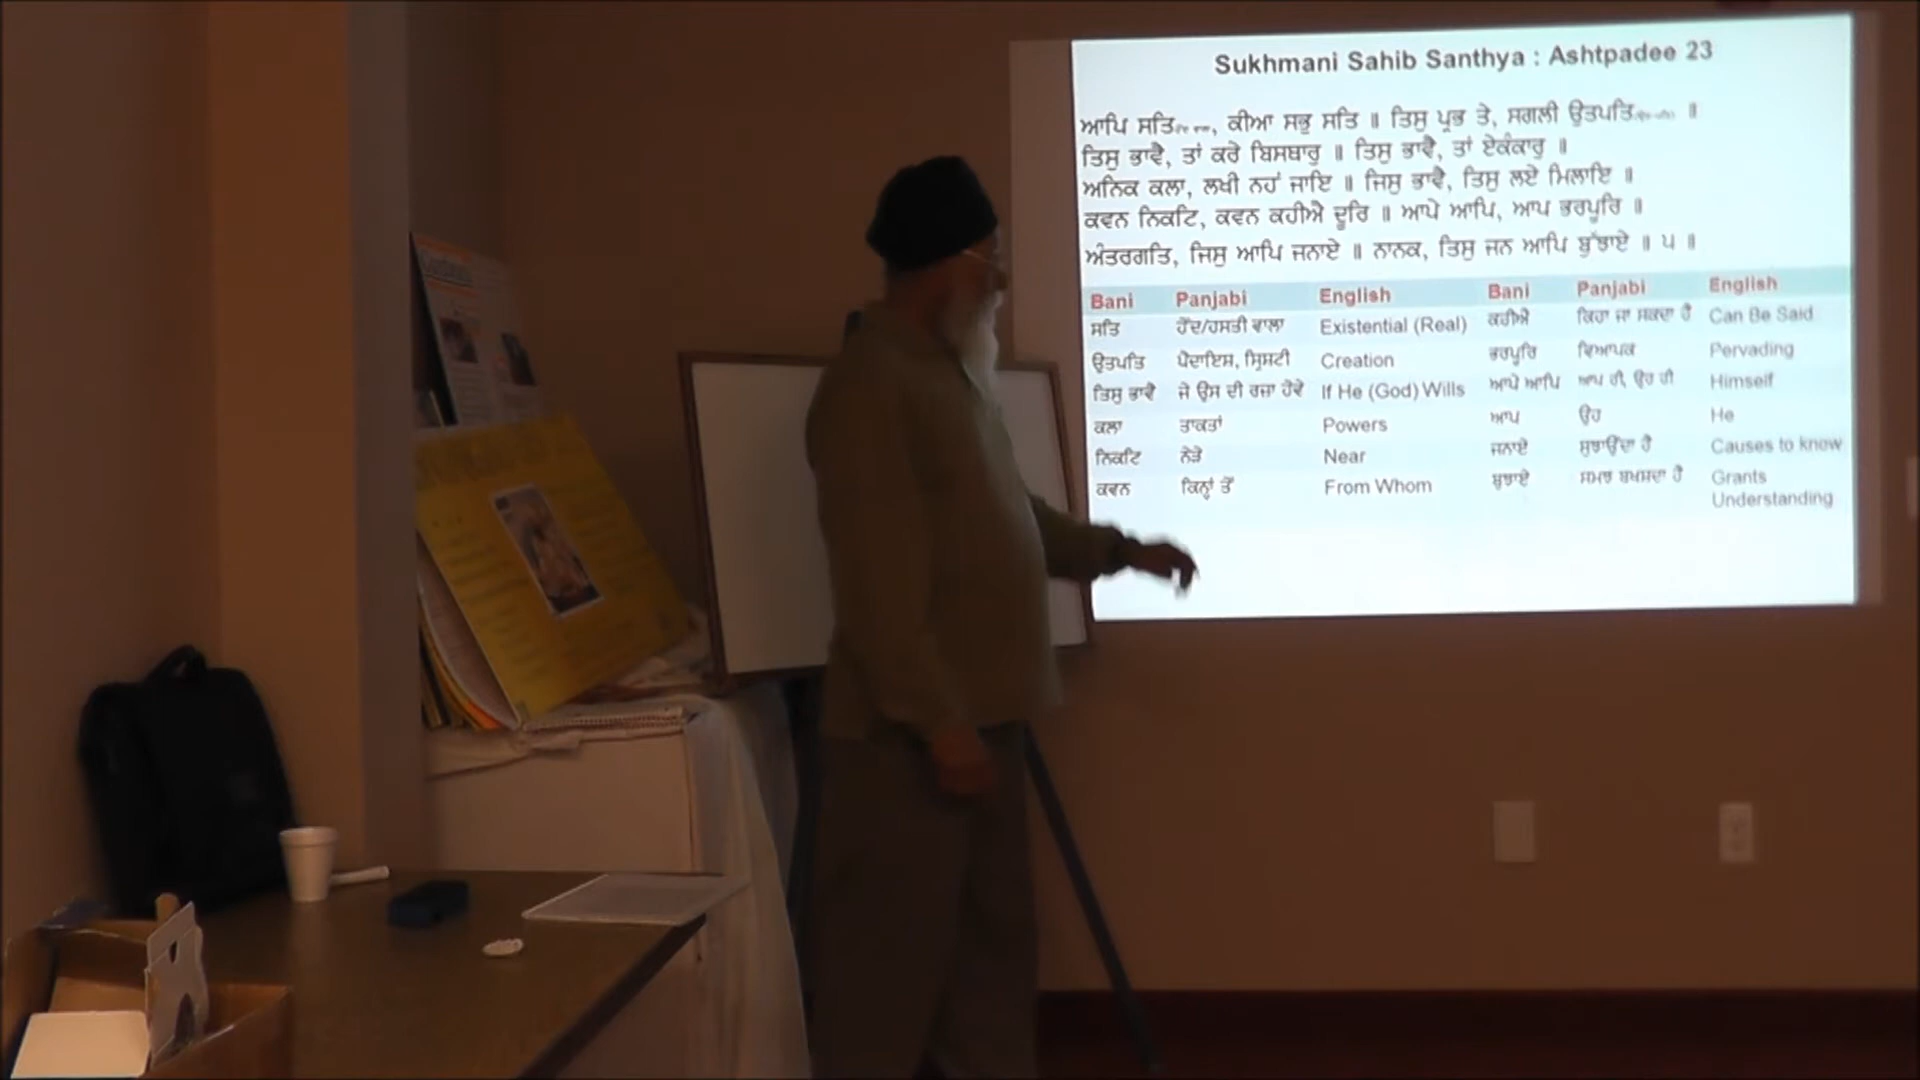 Sukhmani Sahib Santhya : Ashtpadee 23
ਆਪਿ ਸਤਿ, ਕੀਆ ਸਭੁ ਸਤਿ ॥ ਤਿਸੁ ਪ੍ਰਭ ਤੇ, ਸਗਲੀ ਉਤਪਤਿ ॥
ਤਿਸੁ ਭਾਵੈ, ਤਾਂ ਕਰੇ ਬਿਸਥਾਰੁ ॥ ਤਿਸੁ ਭਾਵੈ, ਤਾਂ ਏਕੰਕਾਰੁ ॥
ਅਨਿਕ ਕਲਾ, ਲਖੀ ਨਹਂ ਜਾਇ ॥ ਜਿਸੁ ਭਾਵੈ, ਤਿਸੁ ਲਏ ਮਿਲਾਇ ॥
ਕਵਨ ਨਿਕਟਿ, ਕਵਨ ਕਹੀਐ ਦੂਰਿ ॥ ਆਪੇ ਆਪਿ, ਆਪ ਭਰਪੂਰਿ ॥
ਅੰਤਰਗਤਿ, ਜਿਸੁ ਆਪਿ ਜਨਾਏ ॥ ਨਾਨਕ, ਤਿਸੁ ਜਨ ਆਪਿ ਬੁੱਝਾਏ ॥ ੫ ॥
Bani Panjabi English Bani Panjabi English
ਸਤਿ ਹੋਂਦ/ਹਸਤੀ ਵਾਲਾ Existential (Real) ਕਹੀਐ ਕਿਹਾ ਜਾ ਸਕਦਾ ਹੈ Can Be Said
ਉਤਪਤਿ ਪੈਦਾਇਸ਼, ਸ੍ਰਿਸਟੀ Creation ਭਰਪੂਰਿ ਵਿਆਪਕ Pervading
ਤਿਸੁ ਭਾਵੈ ਜੇ ਉਸ ਦੀ ਰਜ਼ਾ ਹੋਵੇ If He (God) Wills ਆਪੇ ਆਪਿ ਆਪ ਹੀ, ਉਹ ਹੀ Himself
ਕਲਾ ਤਾਕਤਾਂ Powers ਆਪ ਉਹ He
ਨਿਕਟਿ ਨੇੜੇ Near ਜਨਾਏ ਸੁਝਾਉਂਦਾ ਹੈ Causes to know
ਕਵਨ ਕਿਨ੍ਹਾਂ ਤੋਂ From Whom ਬੁਝਾਏ ਸਮਝ ਬਖਸਦਾ ਹੈ Grants Understanding